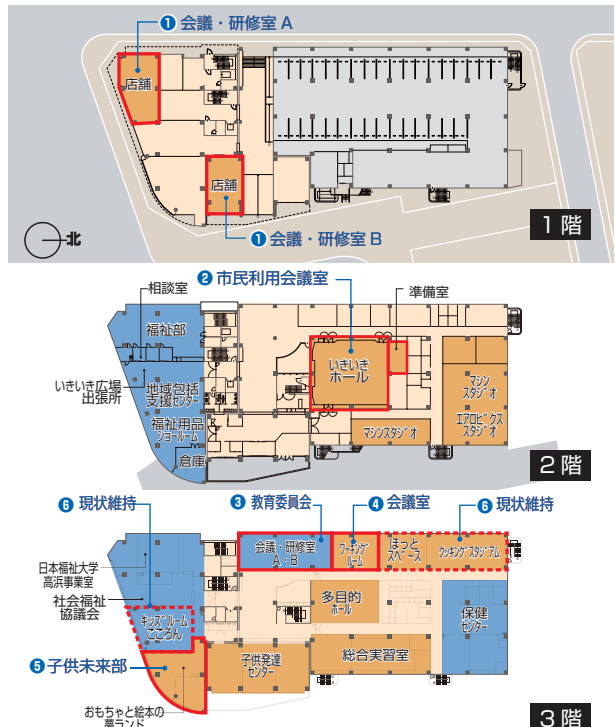 ❶ 会議・研修室 A
店舗
店舗
❶ 会議・研修室 B
北
1 階
❷ 市民利用会議室
相談室
準備室
福祉部
いきいき
ホール
マシン
スタジオ
いきいき広場
出張所
地域包括
支援センター
福祉用品
ショールーム
エアロビクス
スタジオ
マシンスタジオ
倉庫
2 階
❻ 現状維持
❸ 教育委員会
❹ 会議室
❻ 現状維持
会議・研修室
A・B
ワーキング
ルーム
ほっと
スペース
クッキングスタジアム
日本福祉大学
高浜事業室
社会福祉
協議会
多目的
ホール
保健
センター
キッズルーム
こころん
❺ 子供未来部
子供発達
センター
総合実習室
おもちゃと絵本の
夢ランド
3 階